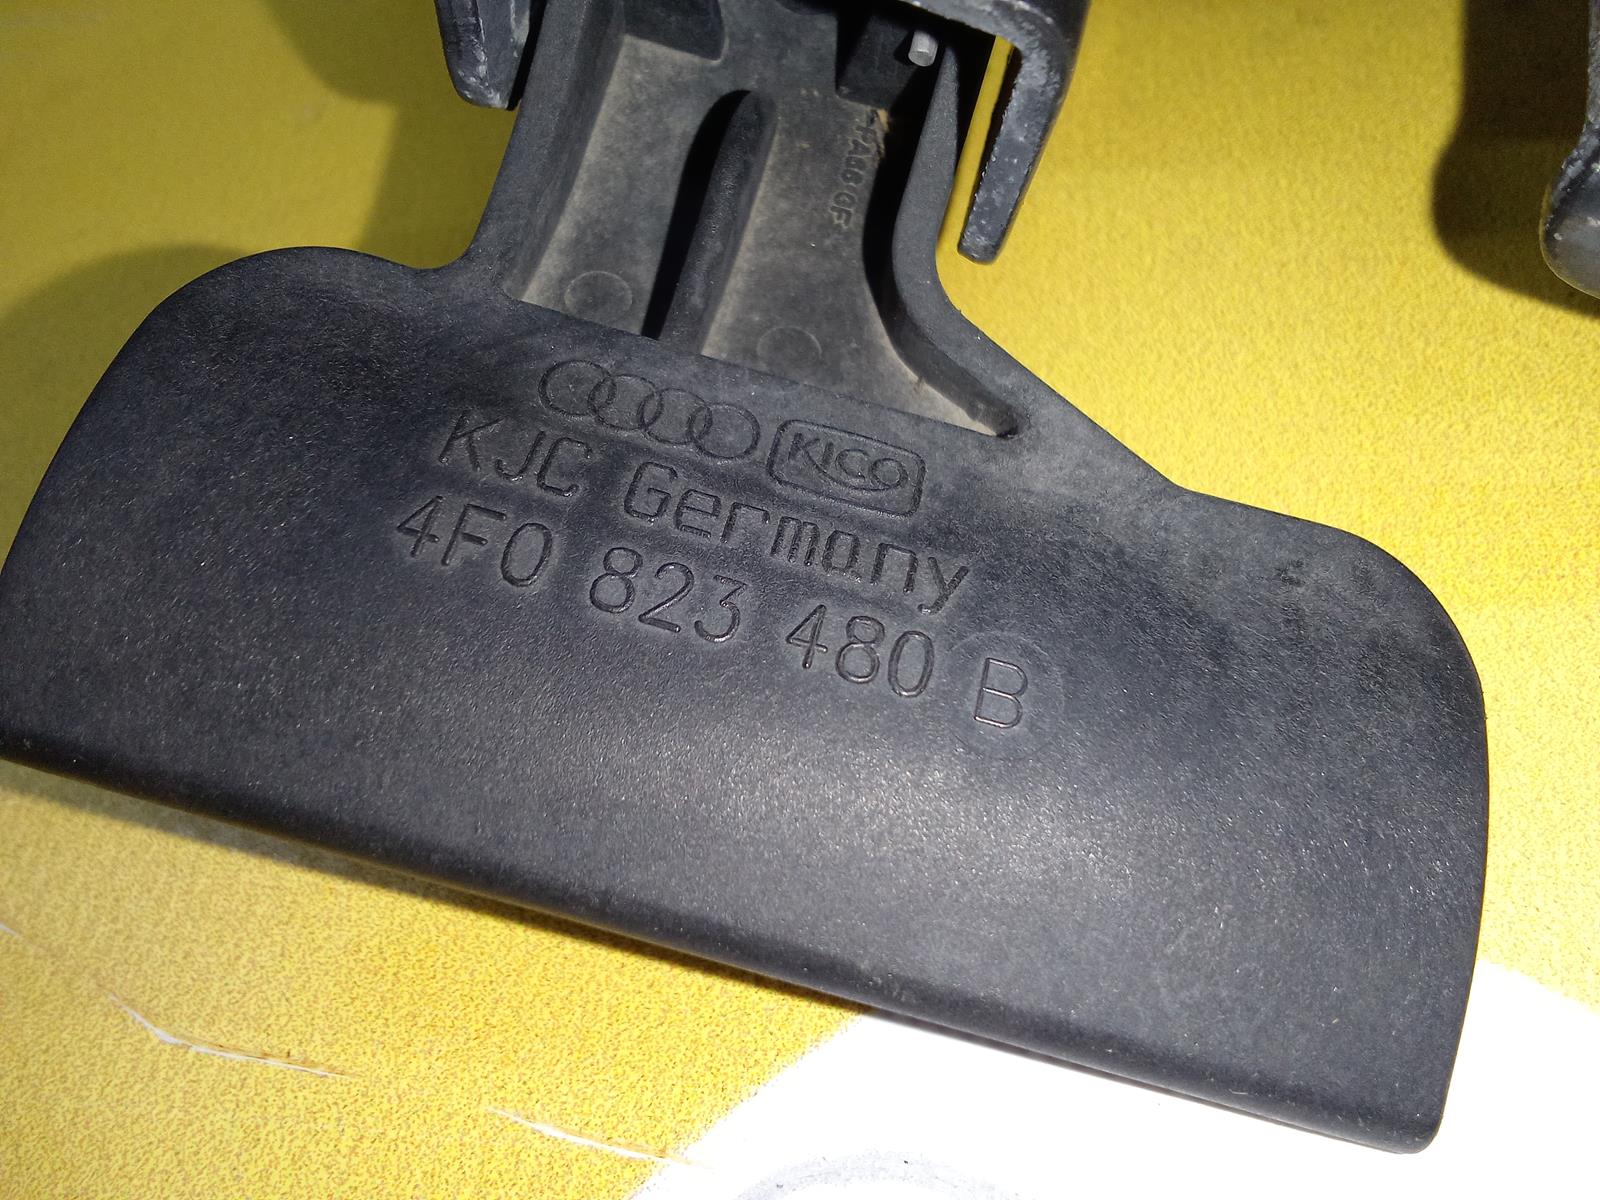 KICO
KJC Germany
4F0 823 480 B